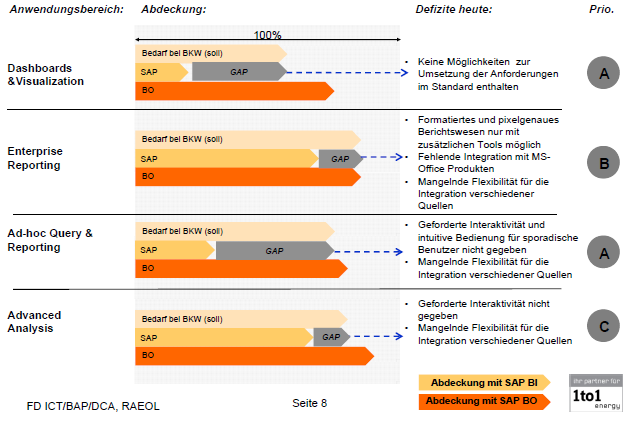 Anwendungsbereich: Abdeckung: Defizite heute: Prio.
100%
Dashboards
&Visualization
Bedarf bei BKW (soll)
SAP GAP
BO
• Keine Möglichkeiten zur
Umsetzung der Anforderungen
im Standard enthalten
A
Enterprise
Reporting
Bedarf bei BKW (soll)
SAP GAP
BO
• Formatiertes und pixelgenaues
Berichtswesen nur mit
zusätzlichen Tools möglich
• Fehlende Integration mit MS-
Office Produkten
• Mangelnde Flexibilität für die
Integration verschiedener
Quellen
B
Ad-hoc Query &
Reporting
Bedarf bei BKW (soll)
SAP GAP
BO
• Geforderte Interaktivität und
intuitive Bedienung für sporadische
Benutzer nicht gegeben
• Mangelnde Flexibilität für die
Integration verschiedener Quellen
A
Advanced
Analysis
Bedarf bei BKW (soll)
SAP GAP
BO
• Geforderte Interaktivität nicht
gegeben
• Mangelnde Flexibilität für die
Integration verschiedener Quellen
C
Abdeckung mit SAP BI
Abdeckung mit SAP BO
FD ICT/BAP/DCA, RAEOL
Seite 8
Ihr partner für
1to1
energy